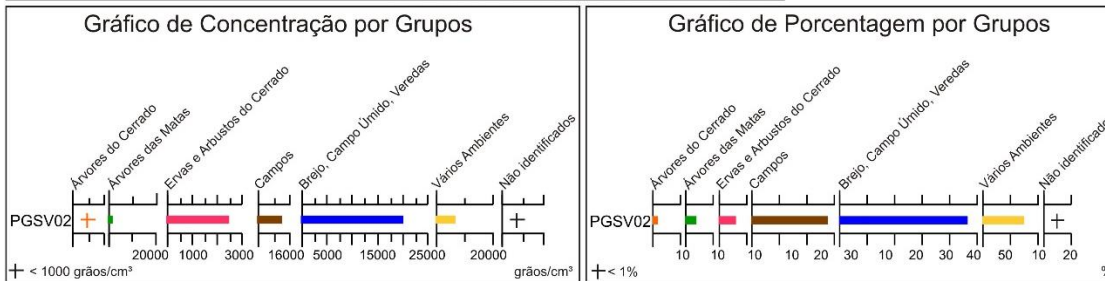 Gráfico de Concentração por Grupos
Árvores do Cerrado
Árvores das Matas
Ervas e Arbustos do Cerrado
Campos
Brejo, Campo Úmido, Veredas
Vários Ambientes
Não identificados
PGSV02
20000 1000 3000 16000 5000 15000 25000 20000
+ < 1000 grãos/cm³
grãos/cm³
Gráfico de Porcentagem por Grupos
Árvores do Cerrado
Árvores das Matas
Ervas e Arbustos do Cerrado
Campos
Brejo, Campo Úmido, Veredas
Vários Ambientes
Não identificado
PGSV02
10 10 10 10 20 30 10 20 30 40 10 50 10 20
+ < 1%